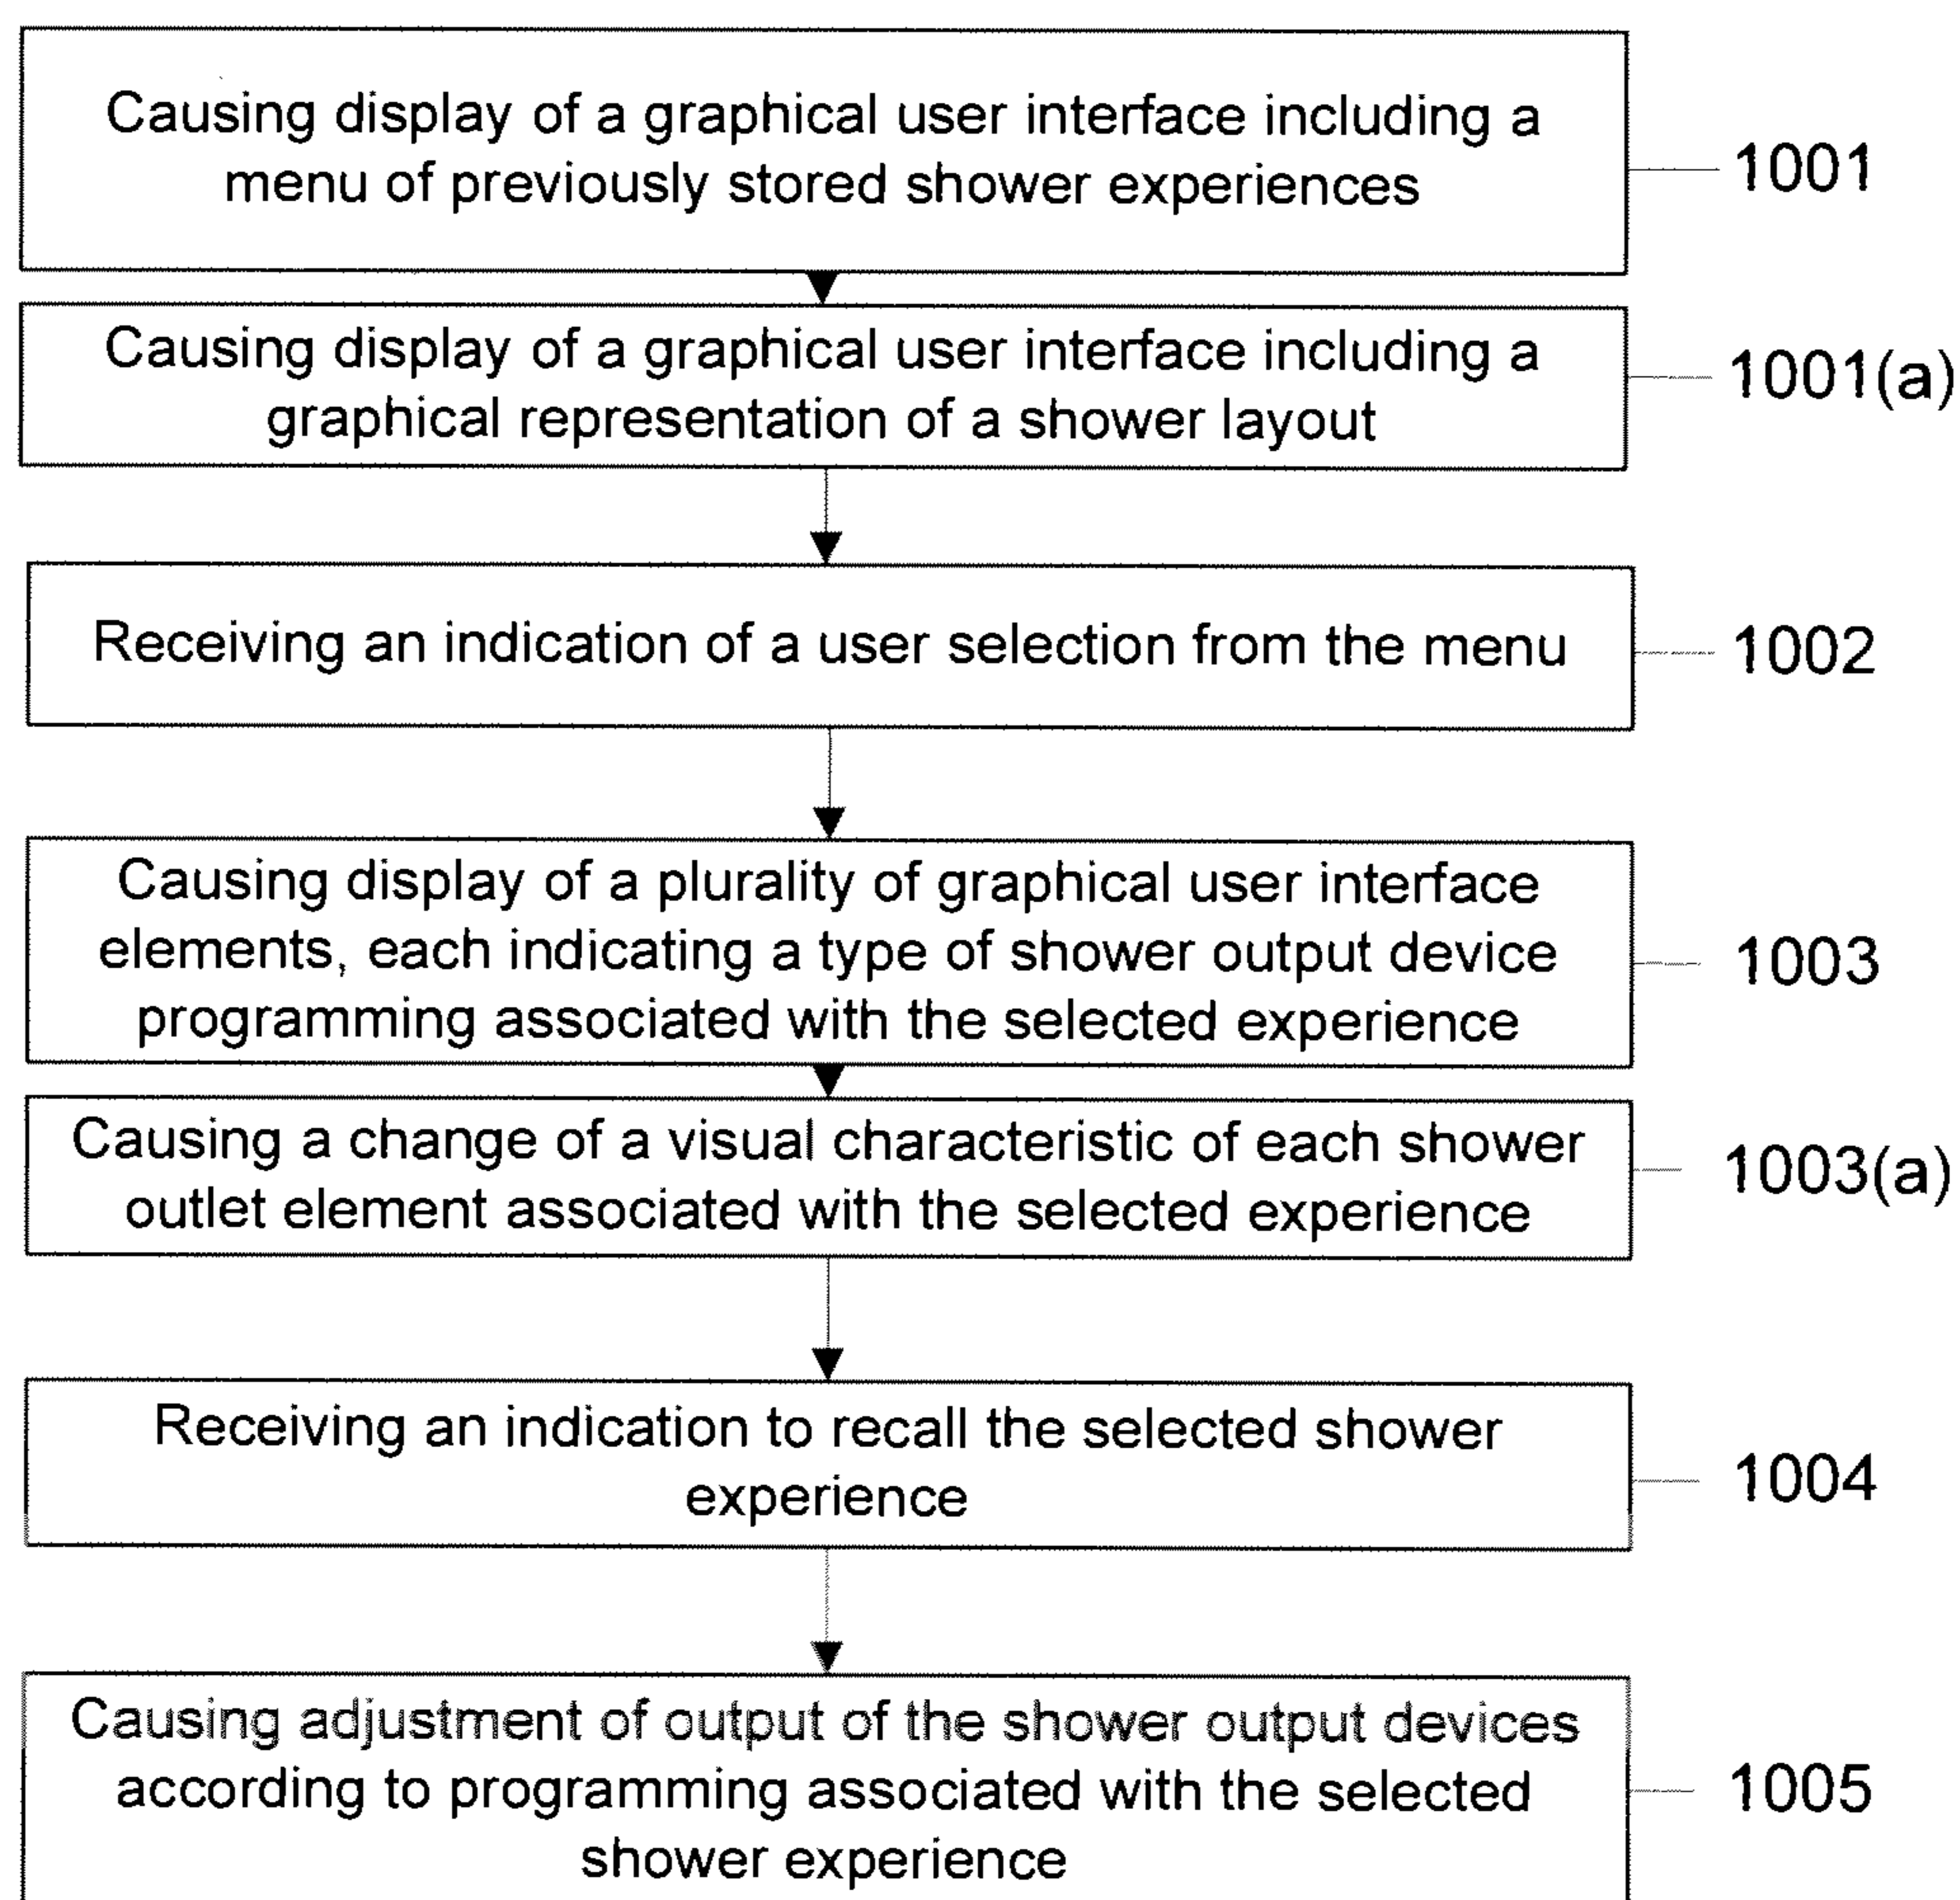 Causing display of a graphical user interface including a
menu of previously stored shower experiences
1001
Causing display of a graphical user interface including a
graphical representation of a shower layout
1001(a)
Receiving an indication of a user selection from the menu
1002
Causing display of a plurality of graphical user interface
elements, each indicating a type of shower output device
programming associated with the selected experience
1003
Causing a change of a visual characteristic of each shower
outlet element associated with the selected experience
1003(a)
Receiving an indication to recall the selected shower
experience
1004
Causing adjustment of output of the shower output devices
according to programming associated with the selected
shower experience
1005